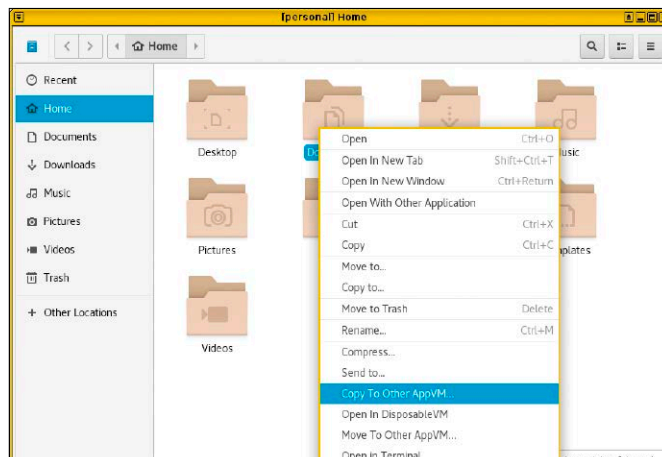 [personal] Home
Home
Recent
Home
Documents
Downloads
Music
Pictures
Videos
Trash
+ Other Locations
Desktop
Pictures
Videos
Open Ctrl+O
Open In New Tab Shift+Ctrl+T
Open In New Window Ctrl+Return
Open With Other Application
Cut Ctrl+X
Copy Ctrl+C
Move to...
Copy to...
Move to Trash Delete
Rename... Ctrl+M
Compress...
Send to...
Copy To Other AppVM...
Open In DisposableVM
Move To Other AppVM...
Open in Terminal